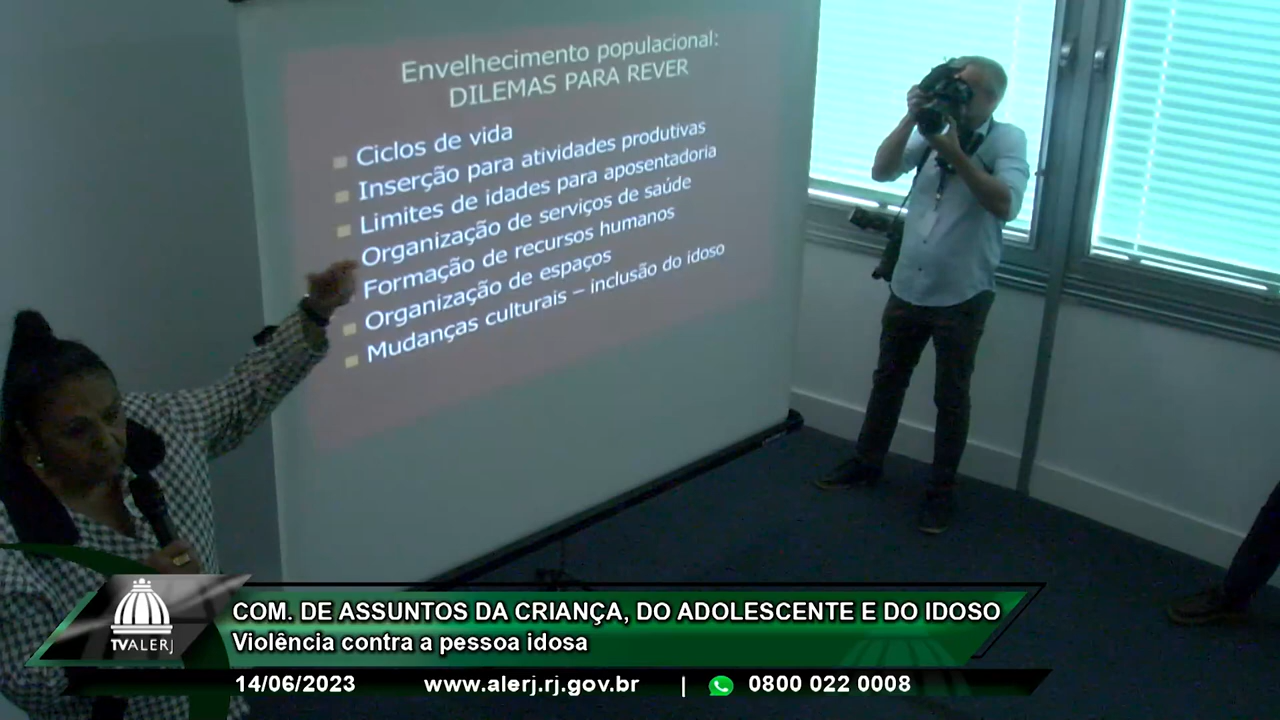 Envelhecimento populacional:
DILEMAS PARA REVER
Ciclos de vida
Inserção para atividades produtivas
Limites de idades para aposentadoria
Organização de serviços de saúde
Formação de recursos humanos
Organização de espaços
Mudanças culturais – inclusão do idoso
COM. DE ASSUNTOS DA CRIANÇA, DO ADOLESCENTE E DO IDOSO
Violência contra a pessoa idosa
TVALERJ
14/06/2023 www.alerj.rj.gov.br | 0800 022 0008